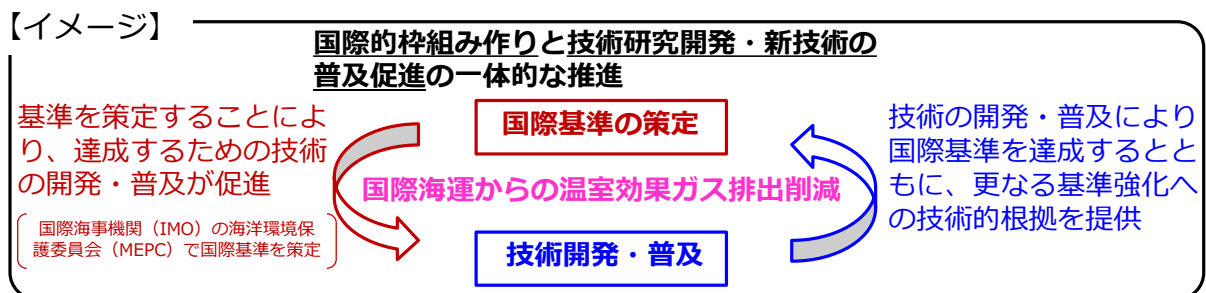 【イメージ】
国際的枠組み作りと技術研究開発・新技術の
普及促進の一体的な推進
基準を策定することによ
り、達成するための技術
の開発・普及が促進
国際海事機関（IMO）の海洋環境保
護委員会（MEPC）で国際基準を策定
国際基準の策定
国際海運からの温室効果ガス排出削減
技術開発・普及
技術の開発・普及により
国際基準を達成するとと
もに、更なる基準強化へ
の技術的根拠を提供